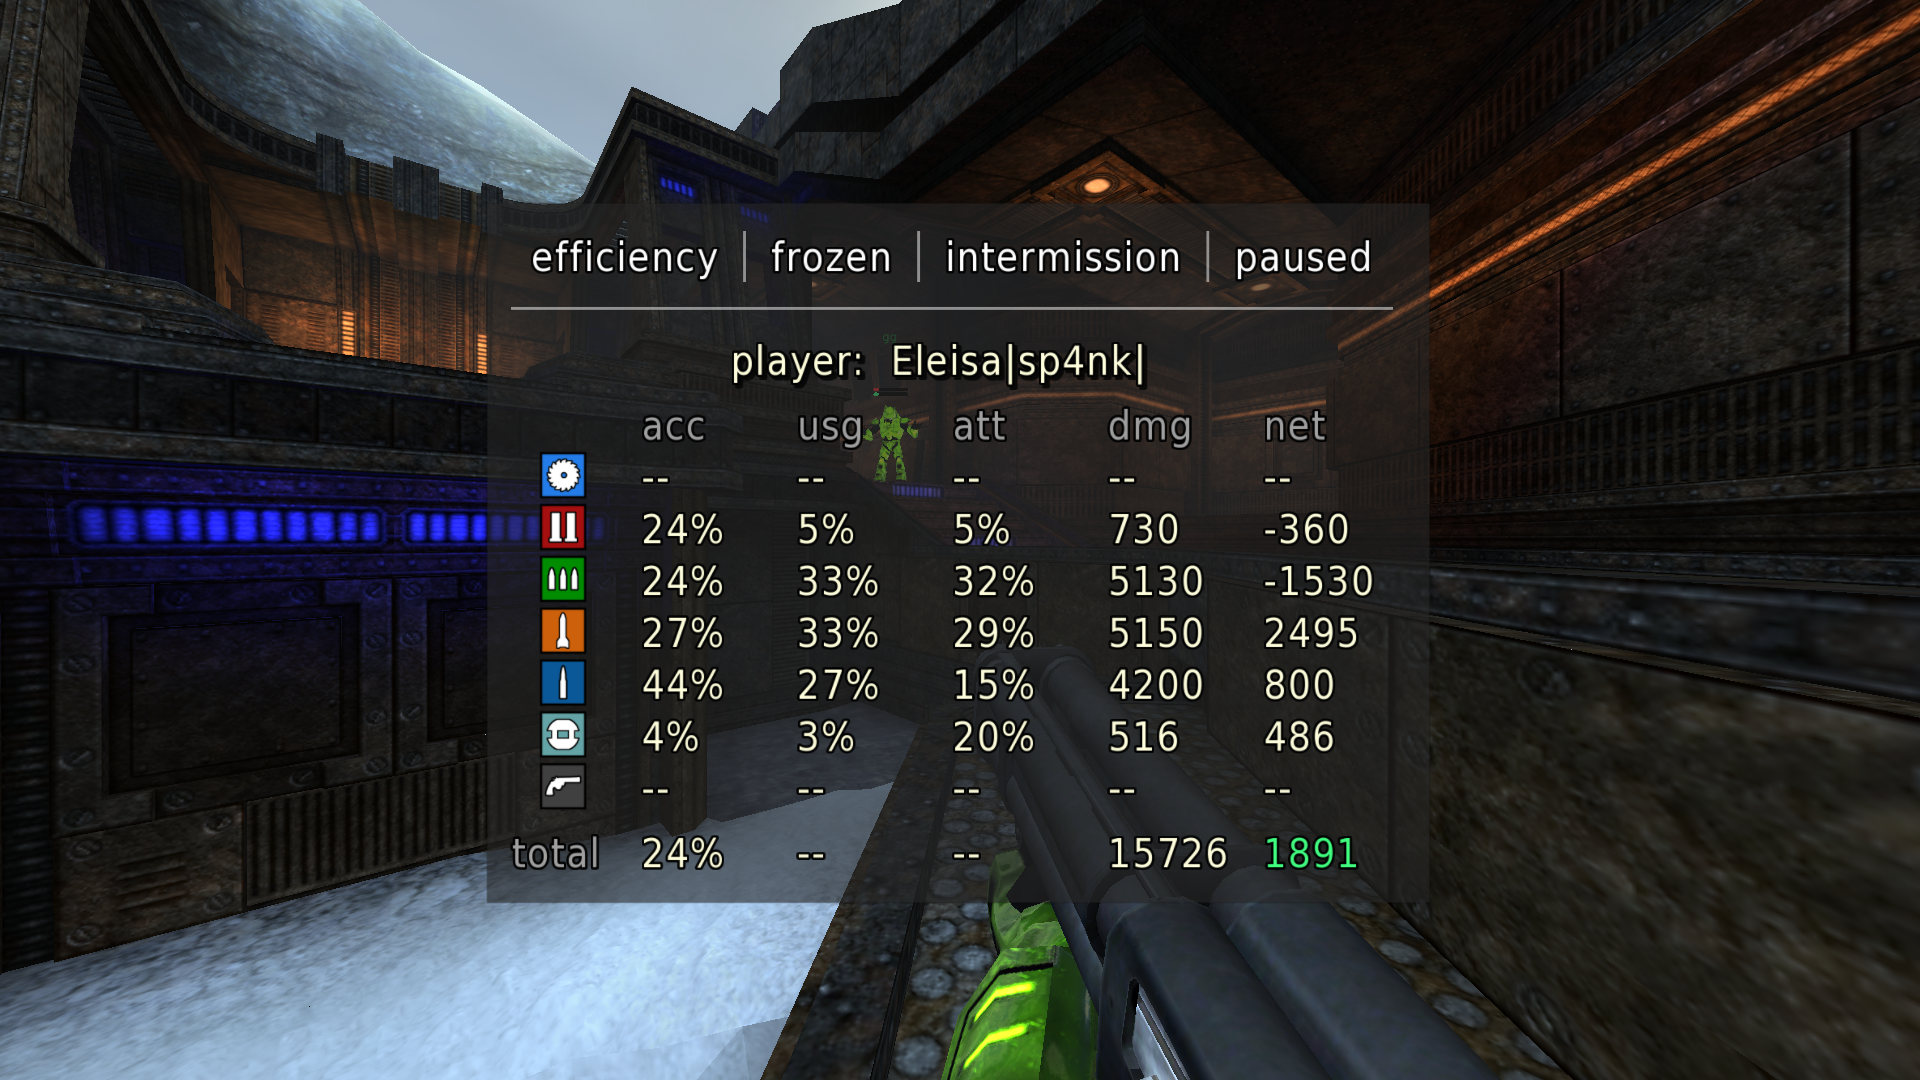 efficiency | frozen | intermission | paused
player: Eleisa|sp4nk|
acc usg att dmg net
-- -- -- -- --
24% 5% 5% 730 -360
24% 33% 32% 5130 -1530
27% 33% 29% 5150 2495
44% 27% 15% 4200 800
4% 3% 20% 516 486
-- -- -- -- --
total 24% -- -- 15726 1891